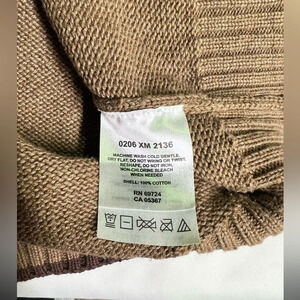 0206 XM 2136
MACHINE WASH COLD GENTLE,
DRY FLAT, DO NOT WRING OR TWIST,
RESHAPE, DO NOT IRON,
NON-CHLORINE BLEACH
WHEN NEEDED
SHELL: 100% COTTON
RN 69724
CA 05367